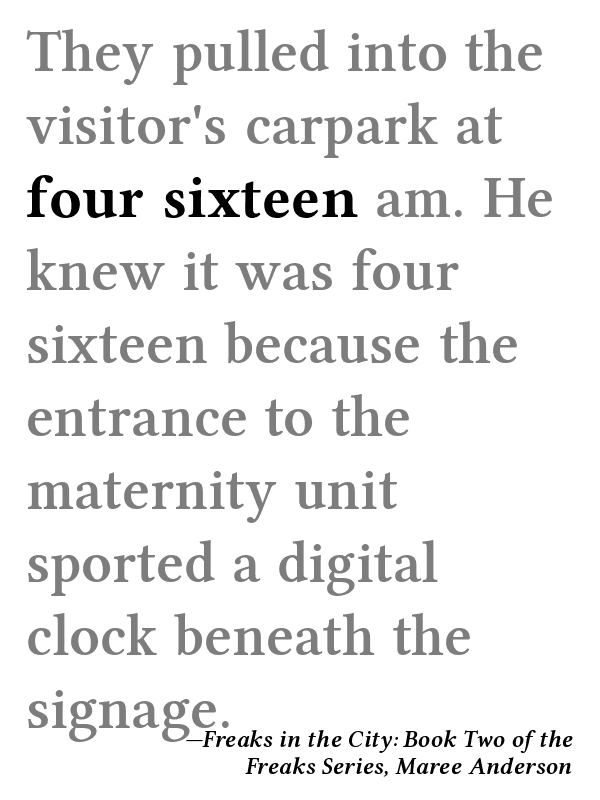 They pulled into the
visitor's carpark at
four sixteen am. He
knew it was four
sixteen because the
entrance to the
maternity unit
sported a digital
clock beneath the
signage.
—Freaks in the City: Book Two of the
Freaks Series, Maree Anderson